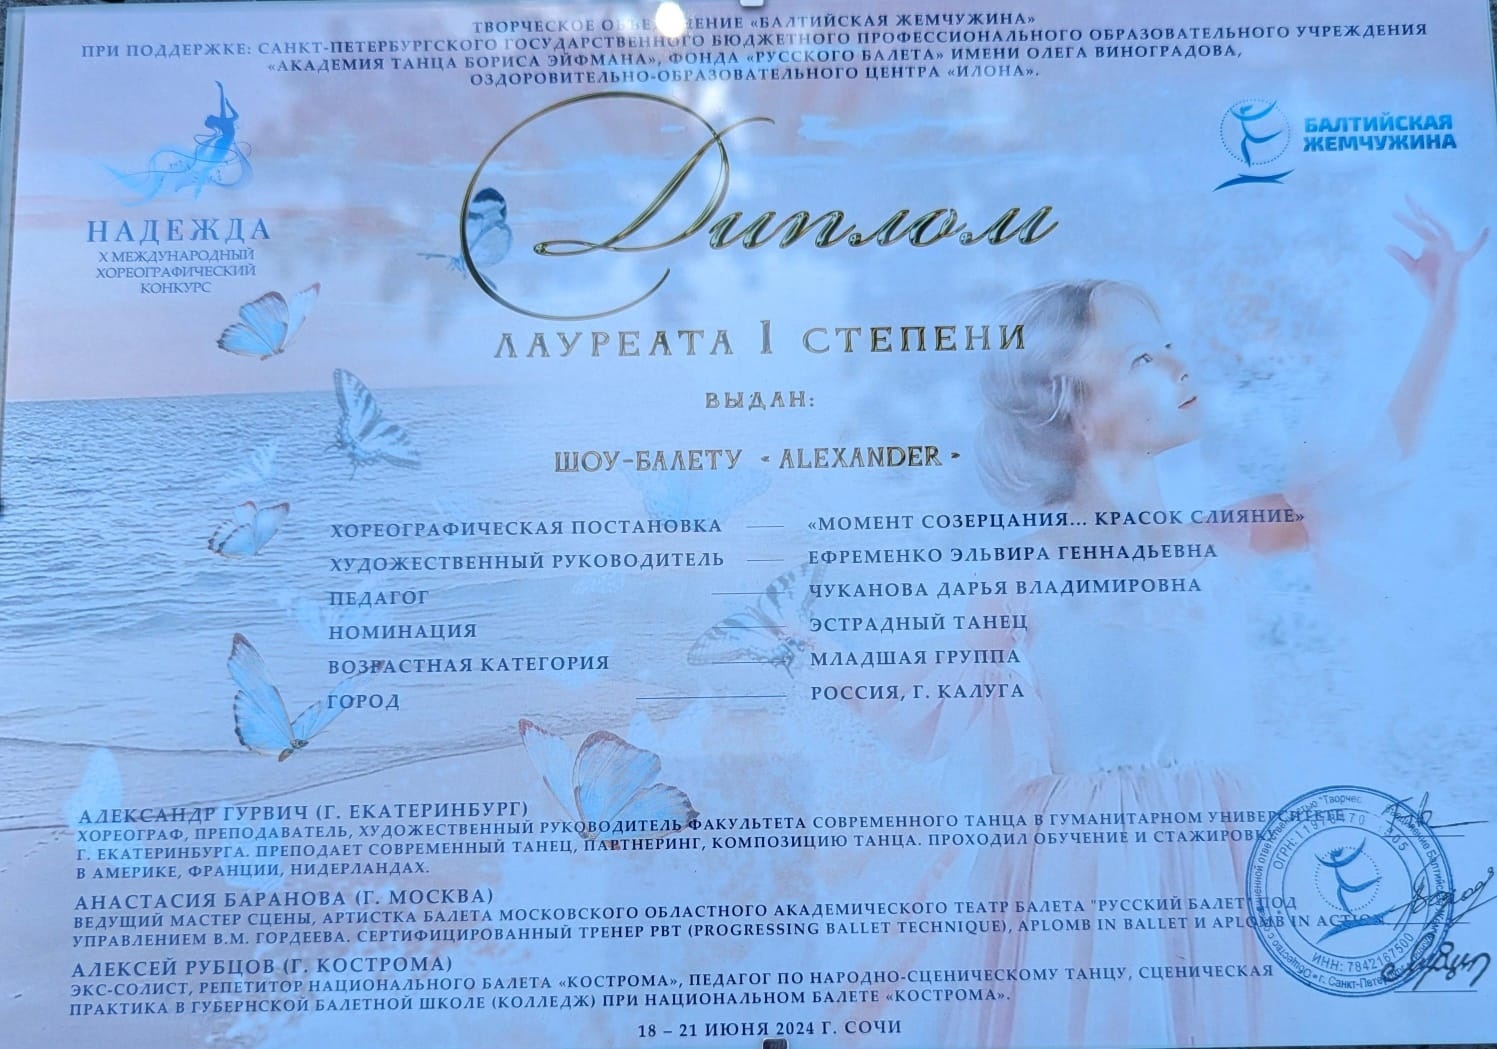 ТВОРЧЕСКОЕ ОБЪЕДИНЕНИЕ «БАЛТИЙСКАЯ ЖЕМЧУЖИНА»
ПРИ ПОДДЕРЖКЕ: САНКТ-ПЕТЕРБУРГСКОГО ГОСУДАРСТВЕННОГО БЮДЖЕТНОГО ПРОФЕССИОНАЛЬНОГО ОБРАЗОВАТЕЛЬНОГО УЧРЕЖДЕНИЯ
«АКАДЕМИЯ ТАНЦА БОРИСА ЭЙФМАНА», ФОНДА «РУССКОГО БАЛЕТА» ИМЕНИ ОЛЕГА ВИНОГРАДОВА,
ОЗДОРОВИТЕЛЬНО-ОБРАЗОВАТЕЛЬНОГО ЦЕНТРА «ИЛОНА».
НАДЕЖДА
X МЕЖДУНАРОДНЫЙ
ХОРЕОГРАФИЧЕСКИЙ
КОНКУРС
БАЛТИЙСКАЯ
ЖЕМЧУЖИНА
Диплом
ЛАУРЕАТА I СТЕПЕНИ
ВЫДАН:
ШОУ-БАЛЕТУ «ALEXANDER»
ХОРЕОГРАФИЧЕСКАЯ ПОСТАНОВКА — «МОМЕНТ СОЗЕРЦАНИЯ... КРАСОК СЛИЯНИЕ»
ХУДОЖЕСТВЕННЫЙ РУКОВОДИТЕЛЬ — ЕФРЕМЕНКО ЭЛЬВИРА ГЕННАДЬЕВНА
ПЕДАГОГ — ЧУКАНОВА ДАРЬЯ ВЛАДИМИРОВНА
НОМИНАЦИЯ — ЭСТРАДНЫЙ ТАНЕЦ
ВОЗРАСТНАЯ КАТЕГОРИЯ — МЛАДШАЯ ГРУППА
ГОРОД — РОССИЯ, Г. КАЛУГА
АЛЕКСАНДР ГУРВИЧ (Г. ЕКАТЕРИНБУРГ)
ХОРЕОГРАФ, ПРЕПОДАВАТЕЛЬ, ХУДОЖЕСТВЕННЫЙ РУКОВОДИТЕЛЬ ФАКУЛЬТЕТА СОВРЕМЕННОГО ТАНЦА В ГУМАНИТАРНОМ УНИВЕРСИТЕТЕ
Г. ЕКАТЕРИНБУРГА. ПРЕПОДАЕТ СОВРЕМЕННЫЙ ТАНЕЦ, ПАРТНЕРИНГ, КОМПОЗИЦИЮ ТАНЦА. ПРОХОДИЛ ОБУЧЕНИЕ И СТАЖИРОВКУ
В АМЕРИКЕ, ФРАНЦИИ, НИДЕРЛАНДАХ.
АНАСТАСИЯ БАРАНОВА (Г. МОСКВА)
ВЕДУЩИЙ МАСТЕР СЦЕНЫ, АРТИСТКА БАЛЕТА МОСКОВСКОГО ОБЛАСТНОГО АКАДЕМИЧЕСКОГО ТЕАТР БАЛЕТА "РУССКИЙ БАЛЕТ" ПОД
УПРАВЛЕНИЕМ В.М. ГОРДЕЕВА. СЕРТИФИЦИРОВАННЫЙ ТРЕНЕР PBT (PROGRESSING BALLET TECHNIQUE), APLOMB IN BALLET И APLOMB IN ACTION
АЛЕКСЕЙ РУБЦОВ (Г. КОСТРОМА)
ЭКС-СОЛИСТ, РЕПЕТИТОР НАЦИОНАЛЬНОГО БАЛЕТА «КОСТРОМА», ПЕДАГОГ ПО НАРОДНО-СЦЕНИЧЕСКОМУ ТАНЦУ, СЦЕНИЧЕСКАЯ
ПРАКТИКА В ГУБЕРНСКОЙ БАЛЕТНОЙ ШКОЛЕ (КОЛЛЕДЖ) ПРИ НАЦИОНАЛЬНОМ БАЛЕТЕ «КОСТРОМА».
ИНН: 7842167500
18 – 21 ИЮНЯ 2024 Г. СОЧИ